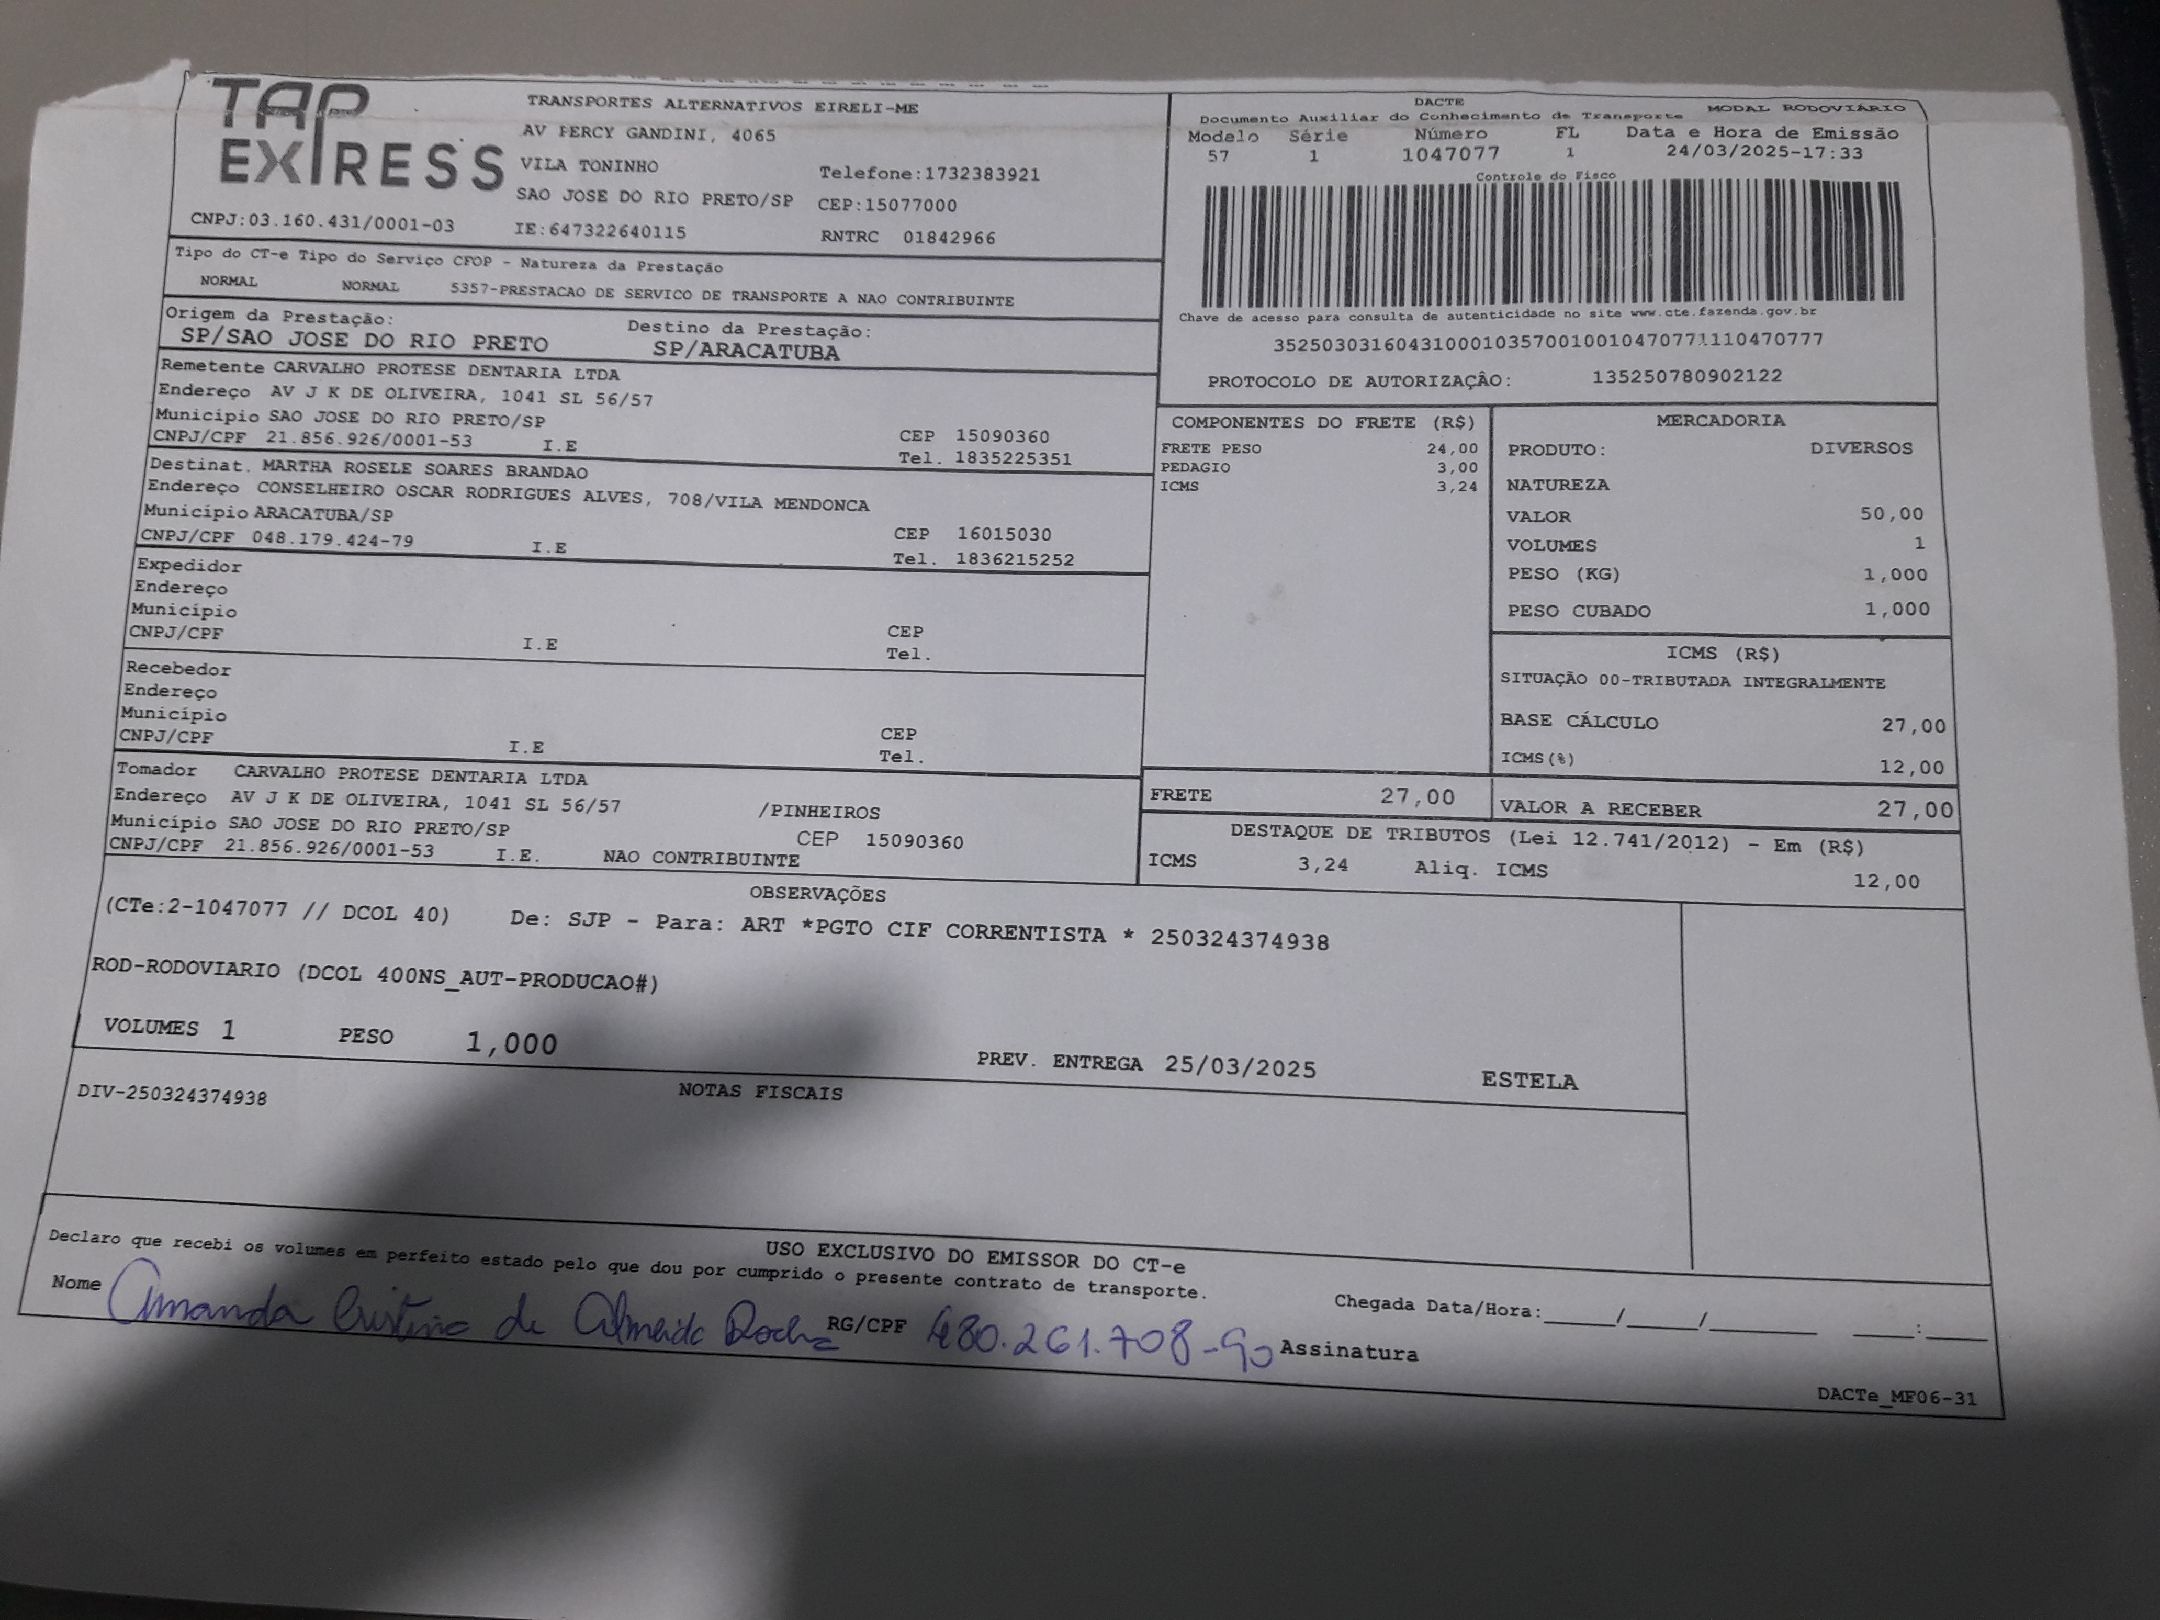 TAP EXPRESS
TRANSPORTES ALTERNATIVOS EIRELI-ME
AV PERCY GANDINI, 4065
VILA TONINHO
Telefone:1732383921
SAO JOSE DO RIO PRETO/SP CEP:15077000
CNPJ:03.160.431/0001-03 IE:647322640115 RNTRC 01842966
DACTE MODAL RODOVIÁRIO
Documento Auxiliar do Conhecimento de Transporte
Modelo Série Número FL Data e Hora de Emissão
57 1 1047077 1 24/03/2025-17:33
Controle do Fisco
Chave de acesso para consulta de autenticidade no site www.cte.fazenda.gov.br
35250303160431000103570010010470771110470777
PROTOCOLO DE AUTORIZAÇÃO: 135250780902122
Tipo do CT-e Tipo do Serviço CFOP - Natureza da Prestação
NORMAL NORMAL 5357-PRESTACAO DE SERVICO DE TRANSPORTE A NAO CONTRIBUINTE
Origem da Prestação: Destino da Prestação:
SP/SAO JOSE DO RIO PRETO SP/ARACATUBA
Remetente CARVALHO PROTESE DENTARIA LTDA
Endereço AV J K DE OLIVEIRA, 1041 SL 56/57
Município SAO JOSE DO RIO PRETO/SP CEP 15090360
CNPJ/CPF 21.856.926/0001-53 I.E Tel. 1835225351
Destinat. MARTHA ROSELE SOARES BRANDAO
Endereço CONSELHEIRO OSCAR RODRIGUES ALVES, 708/VILA MENDONCA
Município ARACATUBA/SP CEP 16015030
CNPJ/CPF 048.179.424-79 I.E Tel. 1836215252
Expedidor
Endereço
Município CEP
CNPJ/CPF I.E Tel.
Recebedor
Endereço
Município CEP
CNPJ/CPF I.E Tel.
Tomador CARVALHO PROTESE DENTARIA LTDA
Endereço AV J K DE OLIVEIRA, 1041 SL 56/57 /PINHEIROS
Município SAO JOSE DO RIO PRETO/SP CEP 15090360
CNPJ/CPF 21.856.926/0001-53 I.E. NAO CONTRIBUINTE
COMPONENTES DO FRETE (R$)
FRETE PESO 24,00
PEDAGIO 3,00
ICMS 3,24
MERCADORIA
PRODUTO: DIVERSOS
NATUREZA
VALOR 50,00
VOLUMES 1
PESO (KG) 1,000
PESO CUBADO 1,000
ICMS (R$)
SITUAÇÃO 00-TRIBUTADA INTEGRALMENTE
BASE CÁLCULO 27,00
ICMS(%) 12,00
FRETE 27,00 VALOR A RECEBER 27,00
DESTAQUE DE TRIBUTOS (Lei 12.741/2012) - Em (R$)
ICMS 3,24 Aliq. ICMS 12,00
OBSERVAÇÕES
(CTe:2-1047077 // DCOL 40) De: SJP - Para: ART *PGTO CIF CORRENTISTA * 250324374938
ROD-RODOVIARIO (DCOL 400NS_AUT-PRODUCAO#)
VOLUMES 1 PESO 1,000 PREV. ENTREGA 25/03/2025 ESTELA
NOTAS FISCAIS
DIV-250324374938
USO EXCLUSIVO DO EMISSOR DO CT-e
Declaro que recebi os volumes em perfeito estado pelo que dou por cumprido o presente contrato de transporte.
Chegada Data/Hora:____/____/________ ____:____
Nome Amanda Cristina de Almeida Rocha RG/CPF 480.261.708-90 Assinatura
DACTe_MF06-31